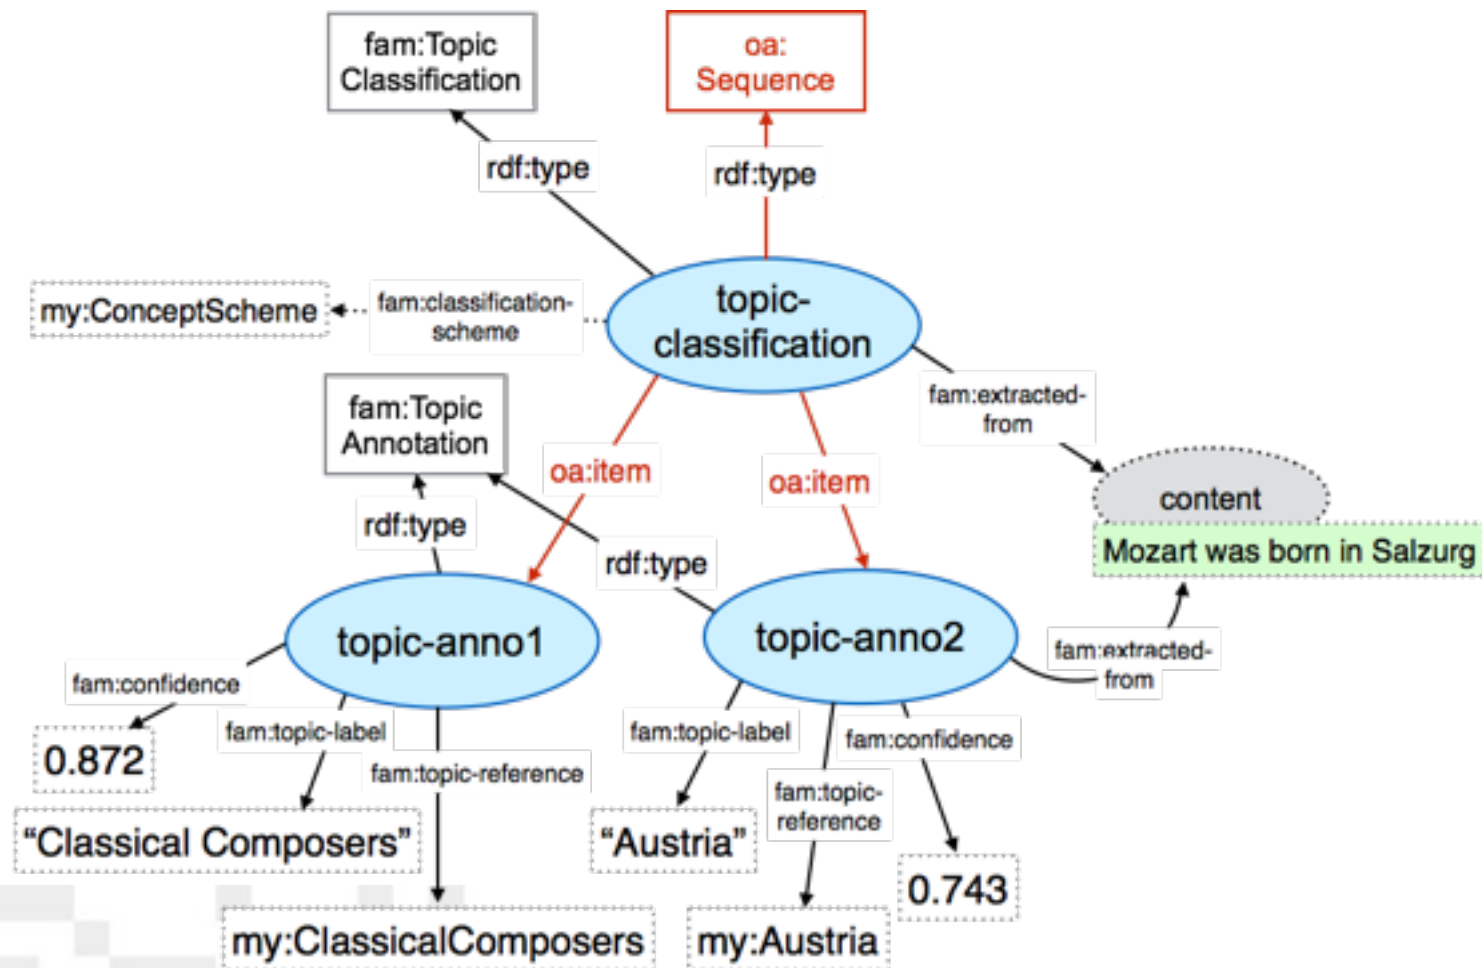 fam:Topic
Classification
oa:
Sequence
rdf:type
rdf:type
topic-
classification
my:ConceptScheme
fam:classification-
scheme
fam:extracted-
from
fam:Topic
Annotation
oa:item
oa:item
content
Mozart was born in Salzurg
rdf:type
rdf:type
topic-anno1
topic-anno2
fam:extracted-
from
fam:confidence
fam:topic-label
fam:topic-reference
0.872
"Classical Composers"
my:ClassicalComposers
fam:topic-label
fam:confidence
fam:topic-
reference
"Austria"
0.743
my:Austria